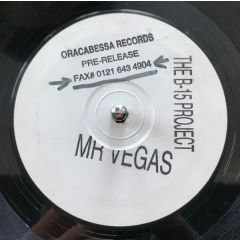 ORACABESSA RECORDS
PRE-RELEASE
FAX# 0121 643 4904
THE B-15 PROJECT
MR VEGAS